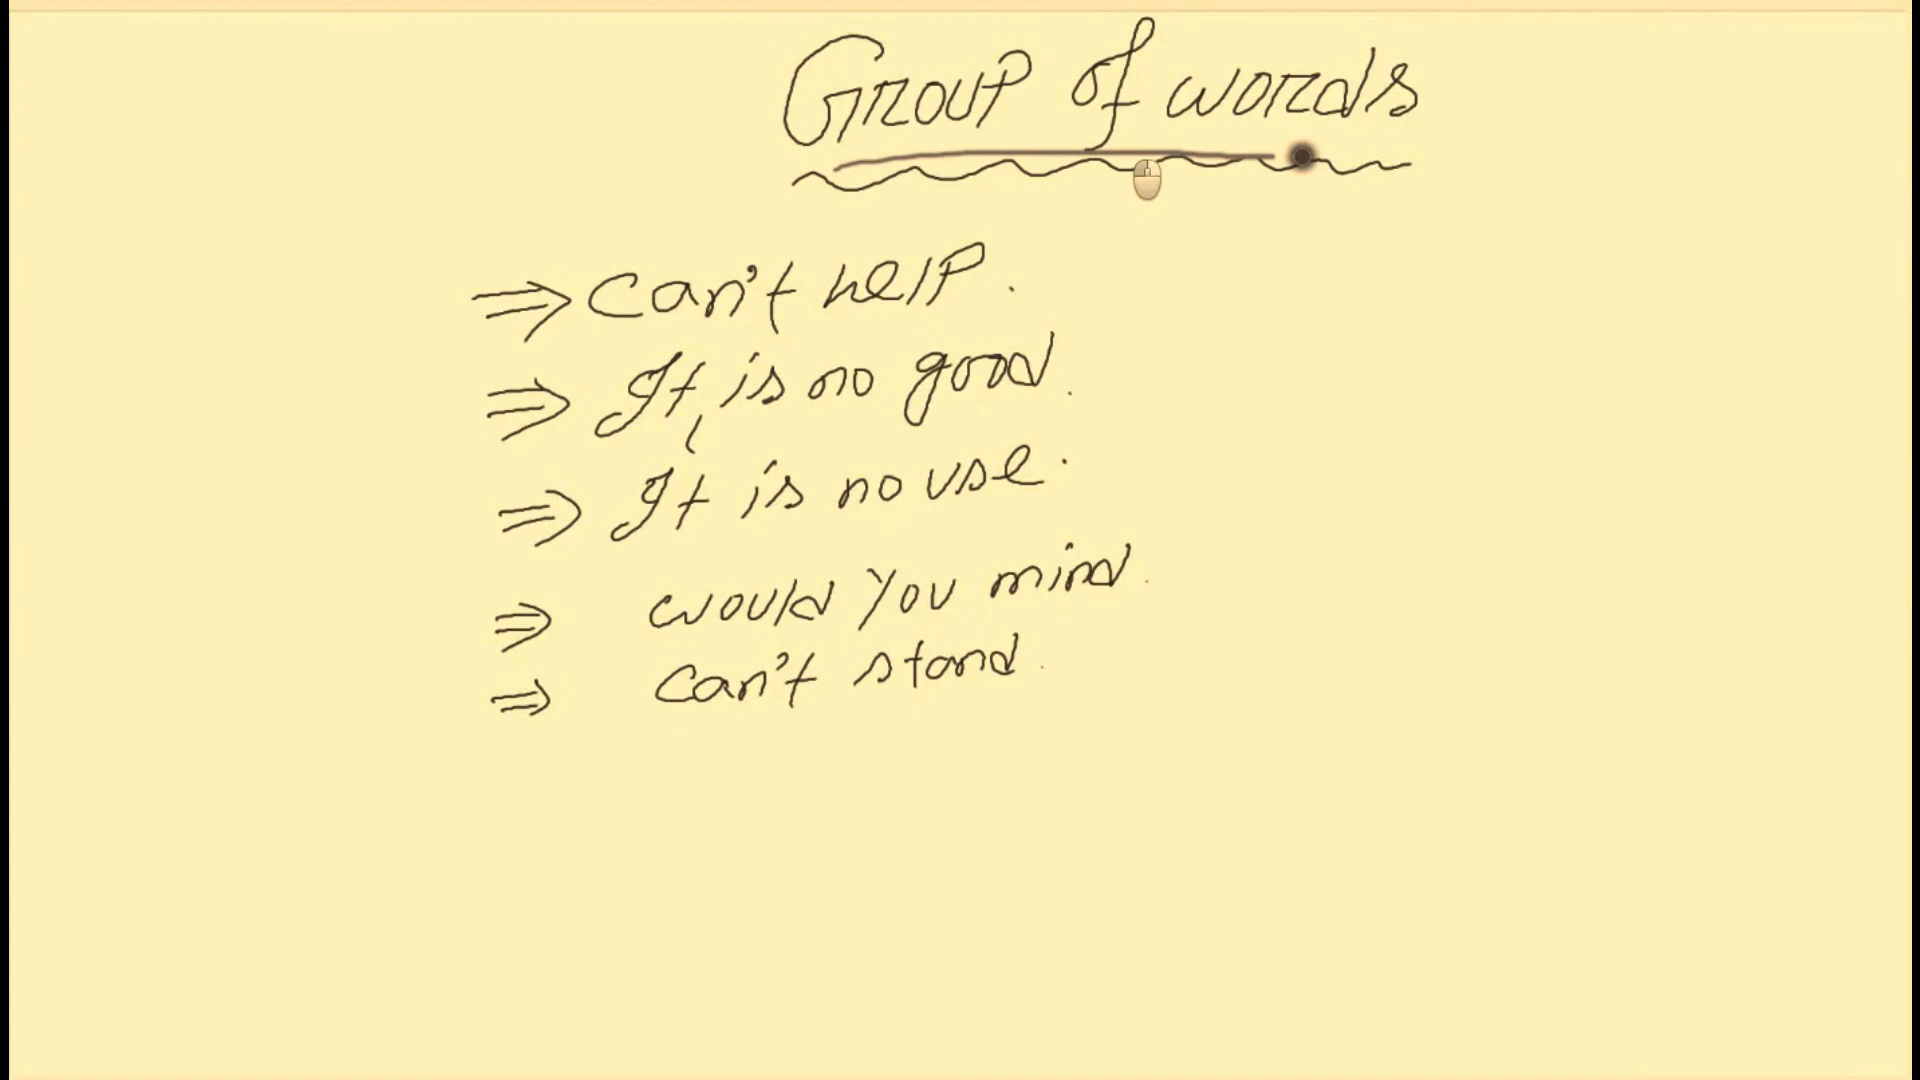 Group of words
⇒ Can't help.
⇒ It is no good.
⇒ It is no use.
⇒ would you mind.
⇒ can't stand.